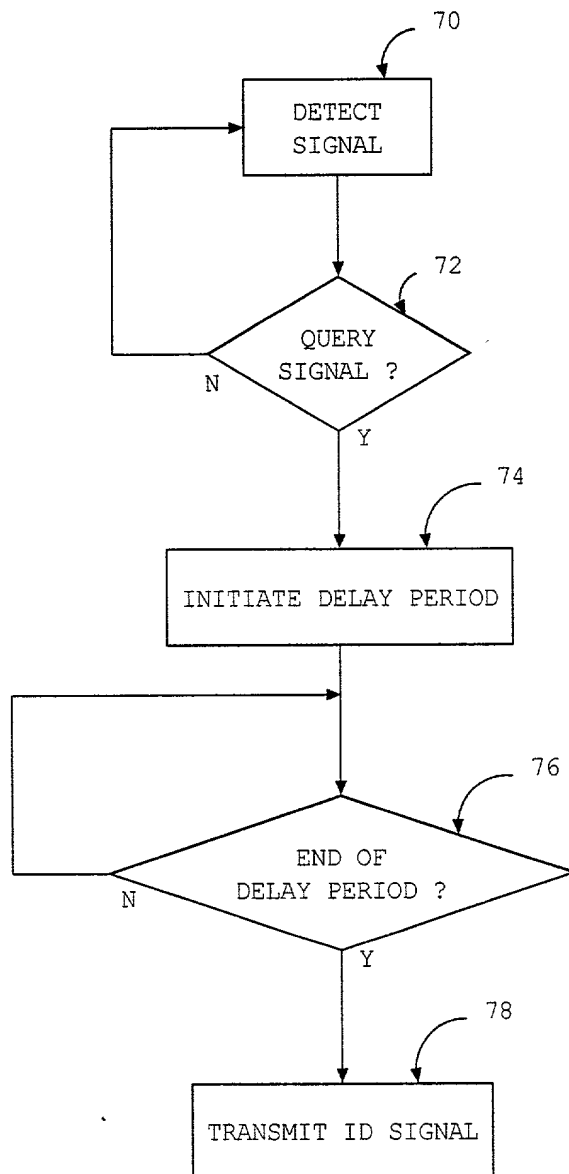 70
DETECT
SIGNAL
72
QUERY
SIGNAL ?
N
Y
74
INITIATE DELAY PERIOD
76
END OF
DELAY PERIOD ?
N
Y
78
TRANSMIT ID SIGNAL